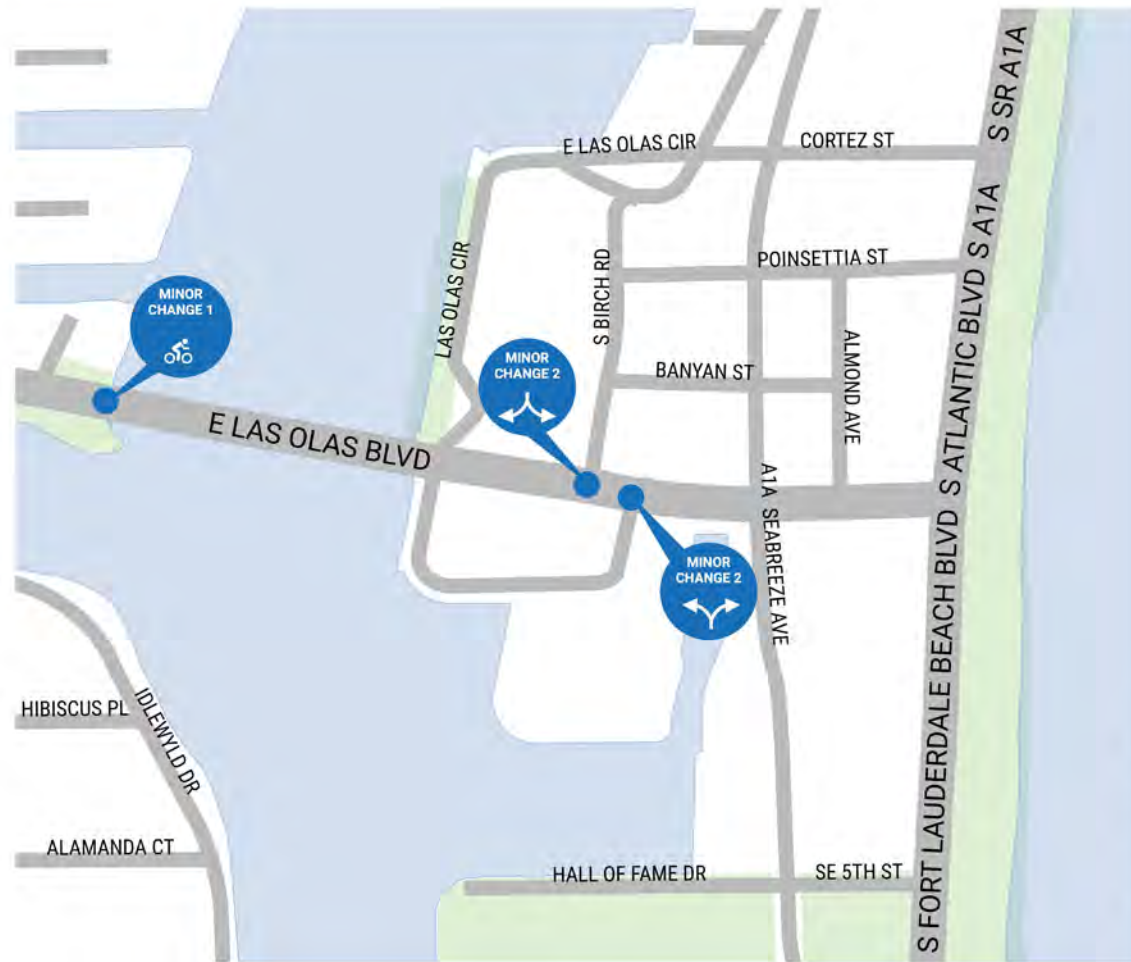 S SR A1A
E LAS OLAS CIR
CORTEZ ST
S ATLANTIC BLVD S A1A
POINSETTIA ST
LAS OLAS CIR
S BIRCH RD
MINOR
CHANGE 1
ALMOND AVE
MINOR
CHANGE 2
BANYAN ST
E LAS OLAS BLVD
A1A SEABREEZE AVE
MINOR
CHANGE 2
S FORT LAUDERDALE BEACH BLVD
HIBISCUS PL
IDLEWYLD DR
ALAMANDA CT
HALL OF FAME DR
SE 5TH ST